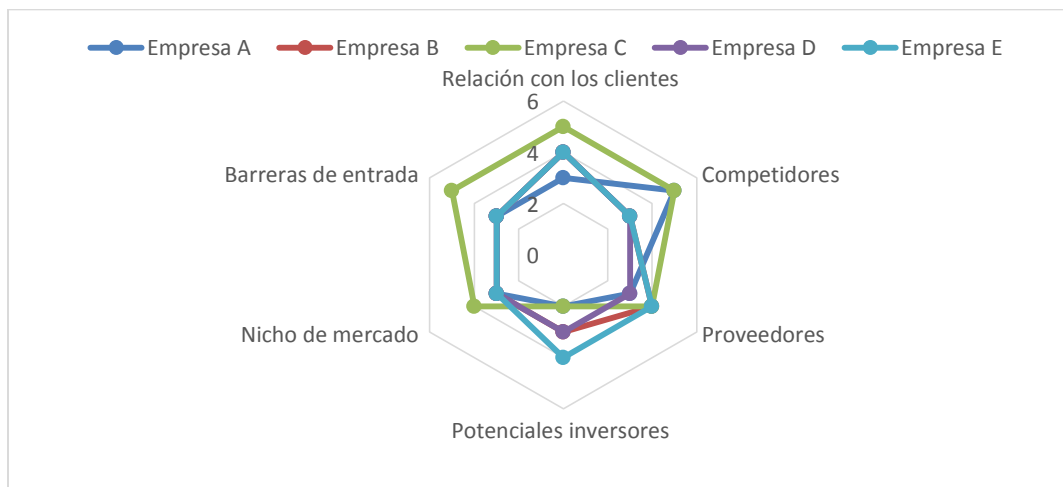 Empresa A Empresa B Empresa C Empresa D Empresa E
Relación con los clientes
6
4
2
0
Barreras de entrada
Competidores
Nicho de mercado
Proveedores
Potenciales inversores